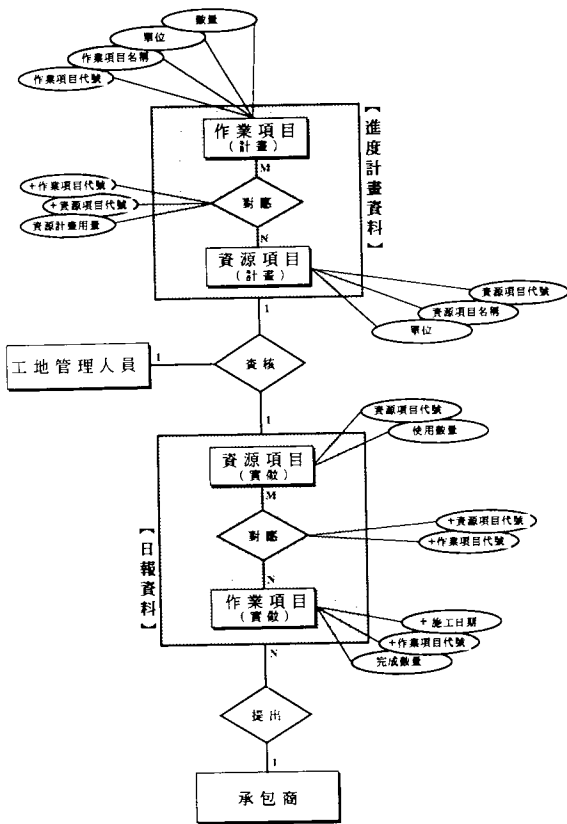 數量
單位
作業項目名稱
作業項目代號
作業項目
(計畫)
【進度計畫資料】
M
+作業項目代號
+資源項目代號
資源計畫用量
對應
N
資源項目
(計畫)
資源項目代號
資源項目名稱
單位
1
工地管理人員
1
查核
1
資源項目代號
使用數量
資源項目
(實做)
M
【日報資料】
對應
+資源項目代號
+作業項目代號
N
作業項目
(實做)
+施工日期
+作業項目代號
完成數量
N
提出
1
承包商